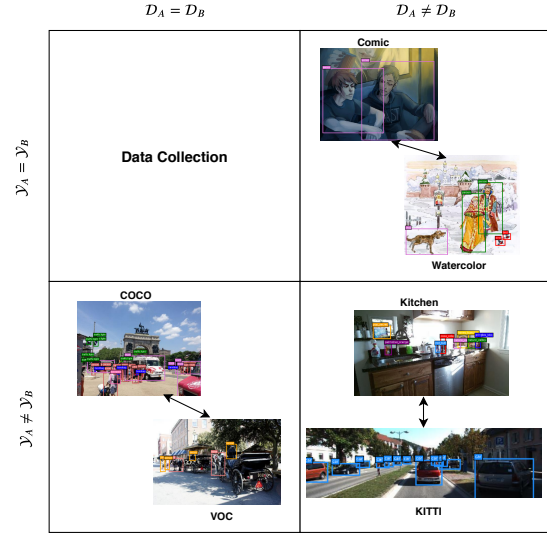 𝒟_A = 𝒟_B
𝒟_A ≠ 𝒟_B
𝒴_A = 𝒴_B
Data Collection
Comic
Watercolor
𝒴_A ≠ 𝒴_B
COCO
VOC
Kitchen
KITTI